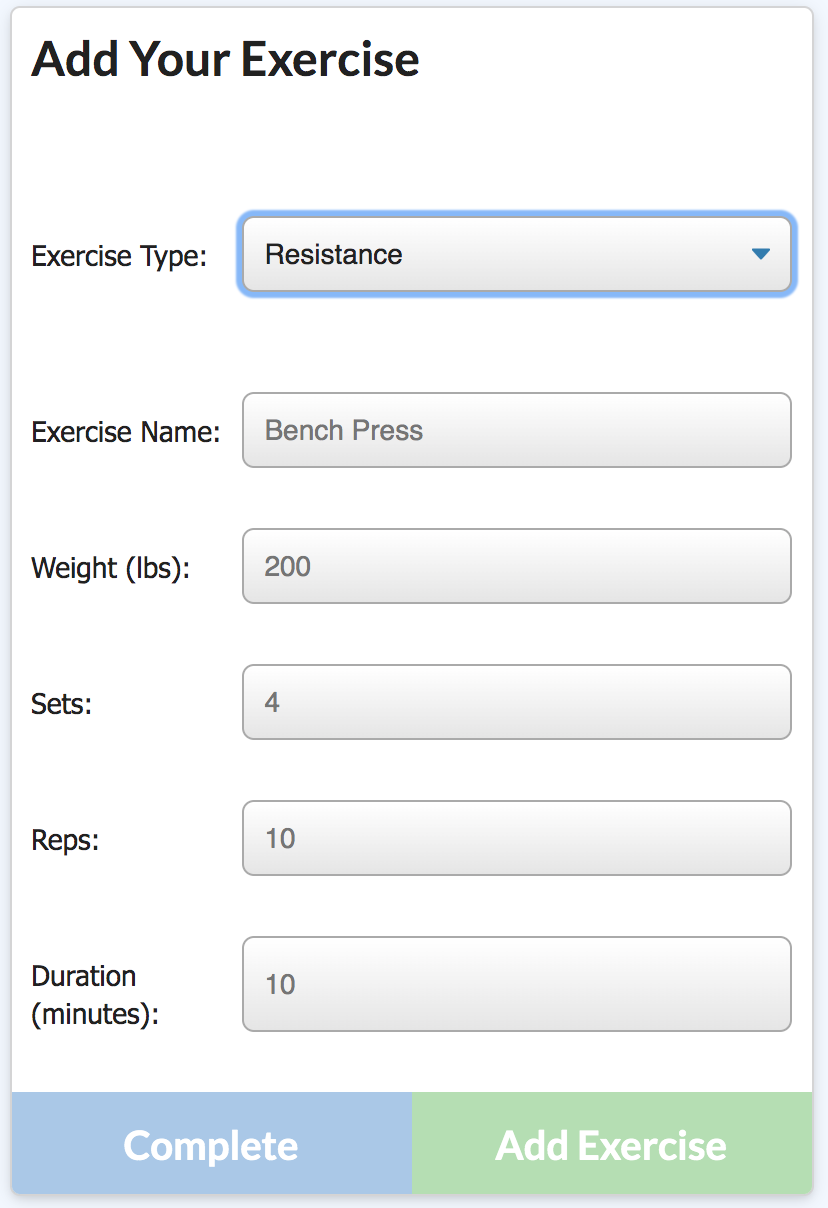 Add Your Exercise
Exercise Type: Resistance
Exercise Name: Bench Press
Weight (lbs): 200
Sets: 4
Reps: 10
Duration
(minutes): 10
Complete Add Exercise